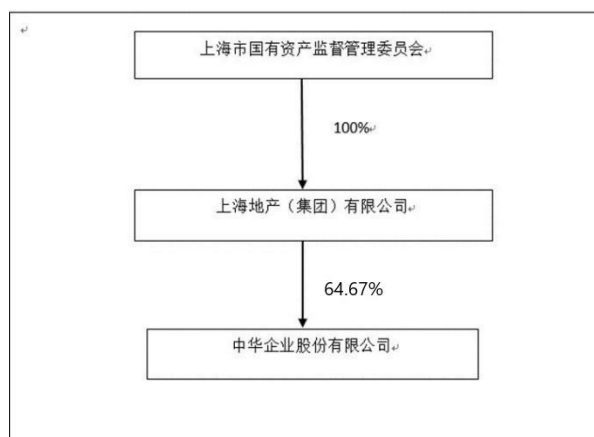 上海市国有资产监督管理委员会
100%
上海地产（集团）有限公司
64.67%
中华企业股份有限公司